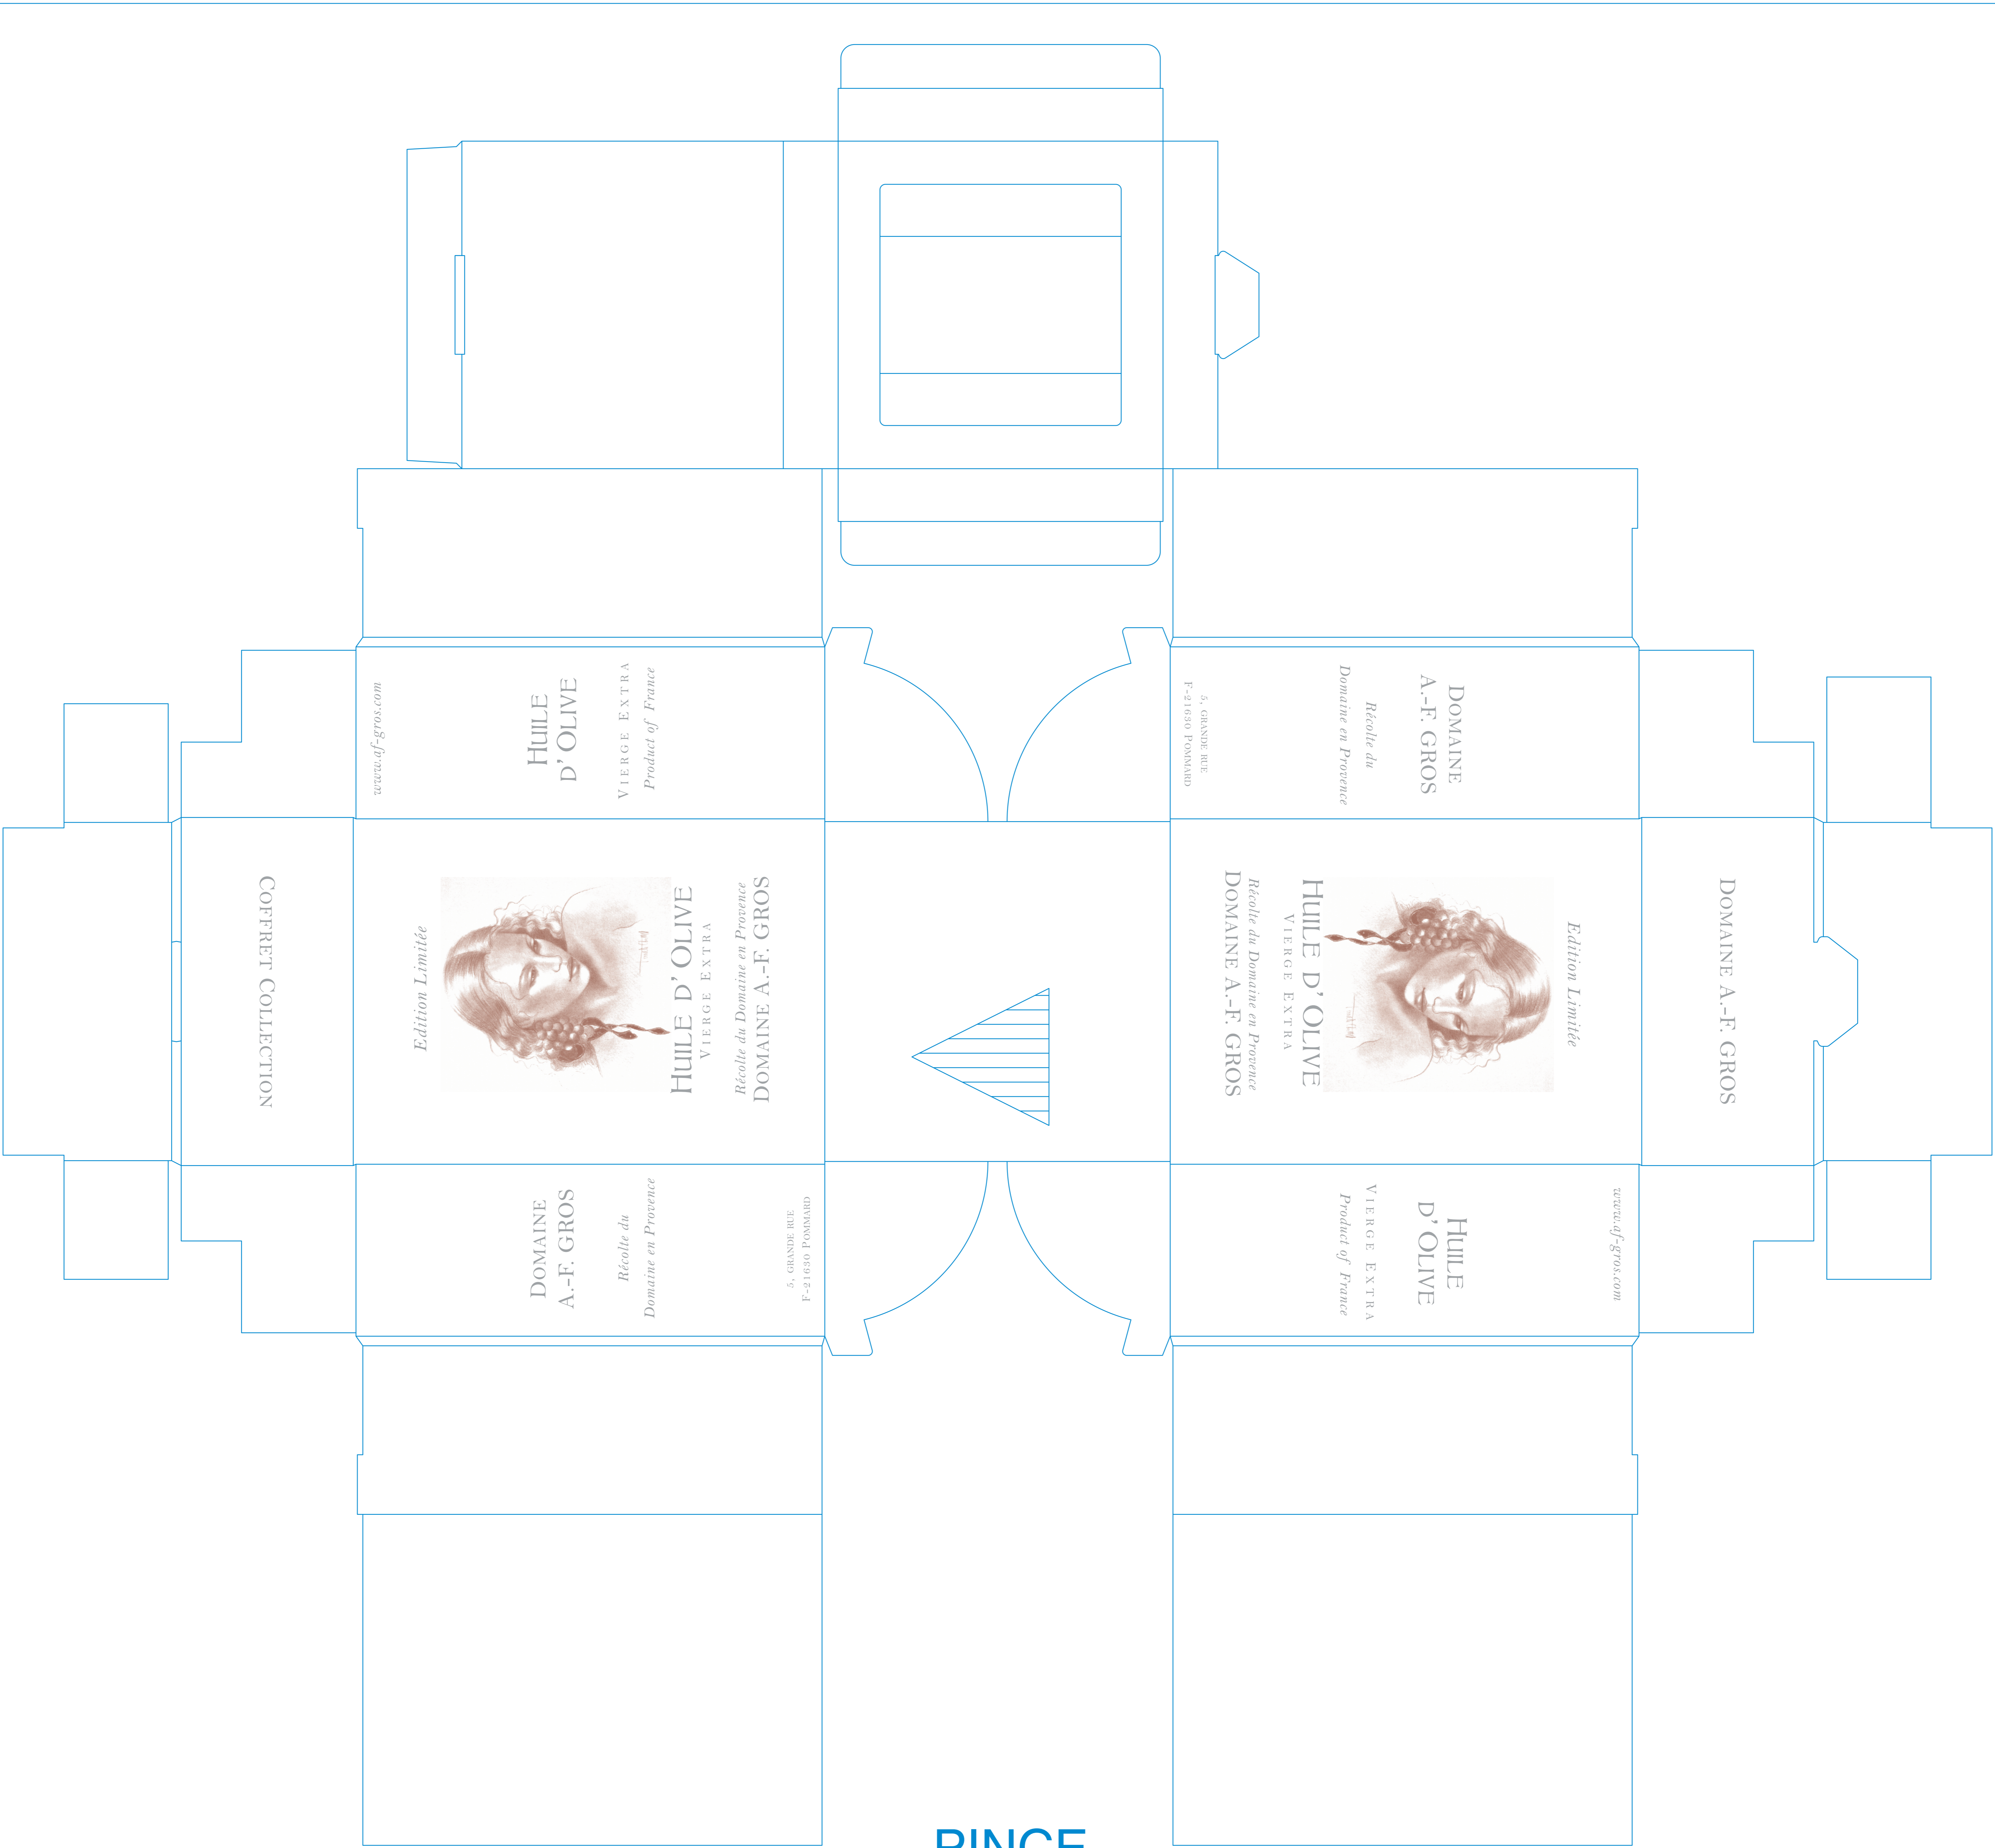 www.af-gros.com
HUILE
D' OLIVE
VIERGE EXTRA
Product of France
5, GRANDE RUE
F-21630 POMMARD
Récolte du
Domaine en Provence
DOMAINE
A.-F. GROS
COFFRET COLLECTION
Edition Limitée
HUILE D' OLIVE
VIERGE EXTRA
Récolte du Domaine en Provence
DOMAINE A.-F. GROS
Edition Limitée
HUILE D' OLIVE
VIERGE EXTRA
Récolte du Domaine en Provence
DOMAINE A.-F. GROS
DOMAINE A.-F. GROS
DOMAINE
A.-F. GROS
Récolte du
Domaine en Provence
5, GRANDE RUE
F-21630 POMMARD
HUILE
D' OLIVE
VIERGE EXTRA
Product of France
www.af-gros.com
PINCE